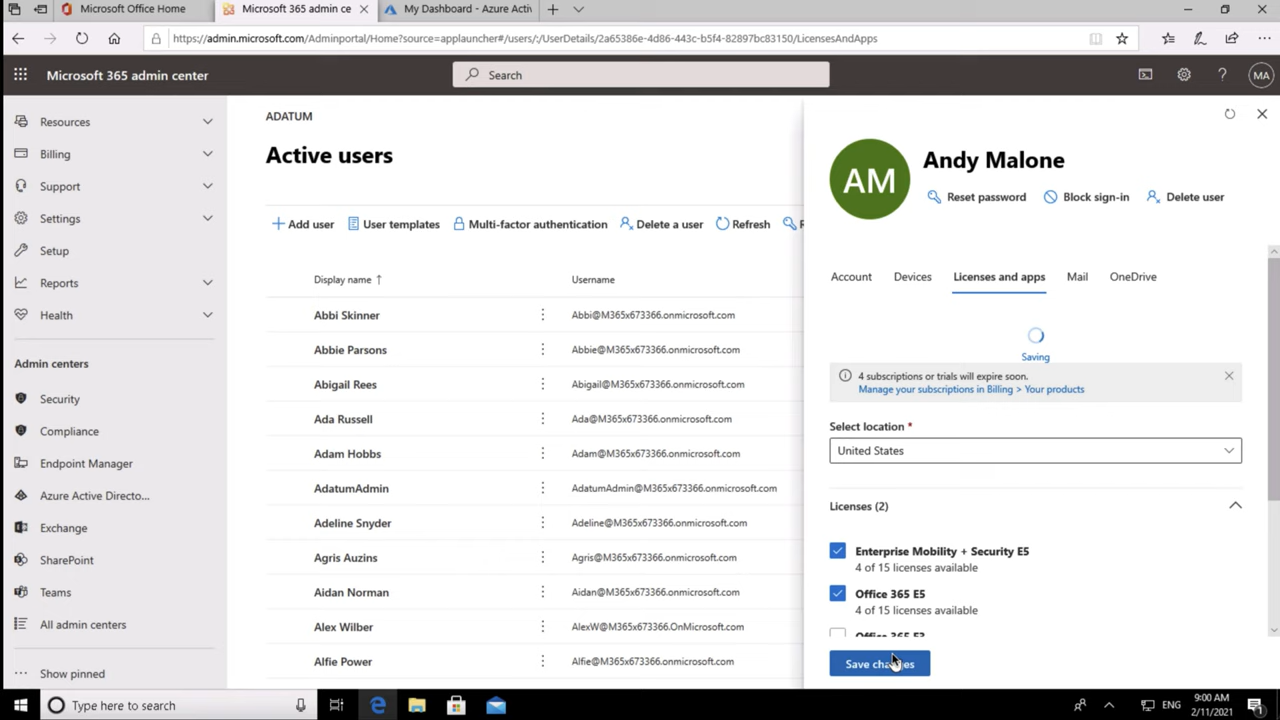 Microsoft Office Home
Microsoft 365 admin ce
My Dashboard - Azure Acti
https://admin.microsoft.com/Adminportal/Home?source=applauncher#/users/:/UserDetails/2a65386e-4d86-443c-b5f4-82897bc83150/LicensesAndApps
Microsoft 365 admin center
Search
MA
Resources
Billing
Support
Settings
Setup
Reports
Health
Admin centers
Security
Compliance
Endpoint Manager
Azure Active Directo...
Exchange
SharePoint
Teams
All admin centers
Show pinned
ADATUM
Active users
Add user
User templates
Multi-factor authentication
Delete a user
Refresh
R
Display name ↑ Username
Abbi Skinner Abbi@M365x673366.onmicrosoft.com
Abbie Parsons Abbie@M365x673366.onmicrosoft.com
Abigail Rees Abigail@M365x673366.onmicrosoft.com
Ada Russell Ada@M365x673366.onmicrosoft.com
Adam Hobbs Adam@M365x673366.onmicrosoft.com
AdatumAdmin AdatumAdmin@M365x673366.onmicrosoft.com
Adeline Snyder Adeline@M365x673366.onmicrosoft.com
Agris Auzins Agris@M365x673366.onmicrosoft.com
Aidan Norman Aidan@M365x673366.onmicrosoft.com
Alex Wilber AlexW@M365x673366.OnMicrosoft.com
Alfie Power Alfie@M365x673366.onmicrosoft.com
AM
Andy Malone
Reset password
Block sign-in
Delete user
Account
Devices
Licenses and apps
Mail
OneDrive
Saving
4 subscriptions or trials will expire soon.
Manage your subscriptions in Billing > Your products
Select location *
United States
Licenses (2)
Enterprise Mobility + Security E5
4 of 15 licenses available
Office 365 E5
4 of 15 licenses available
Office 365 E3
Save changes
Type here to search
ENG
9:00 AM
2/11/2021
1